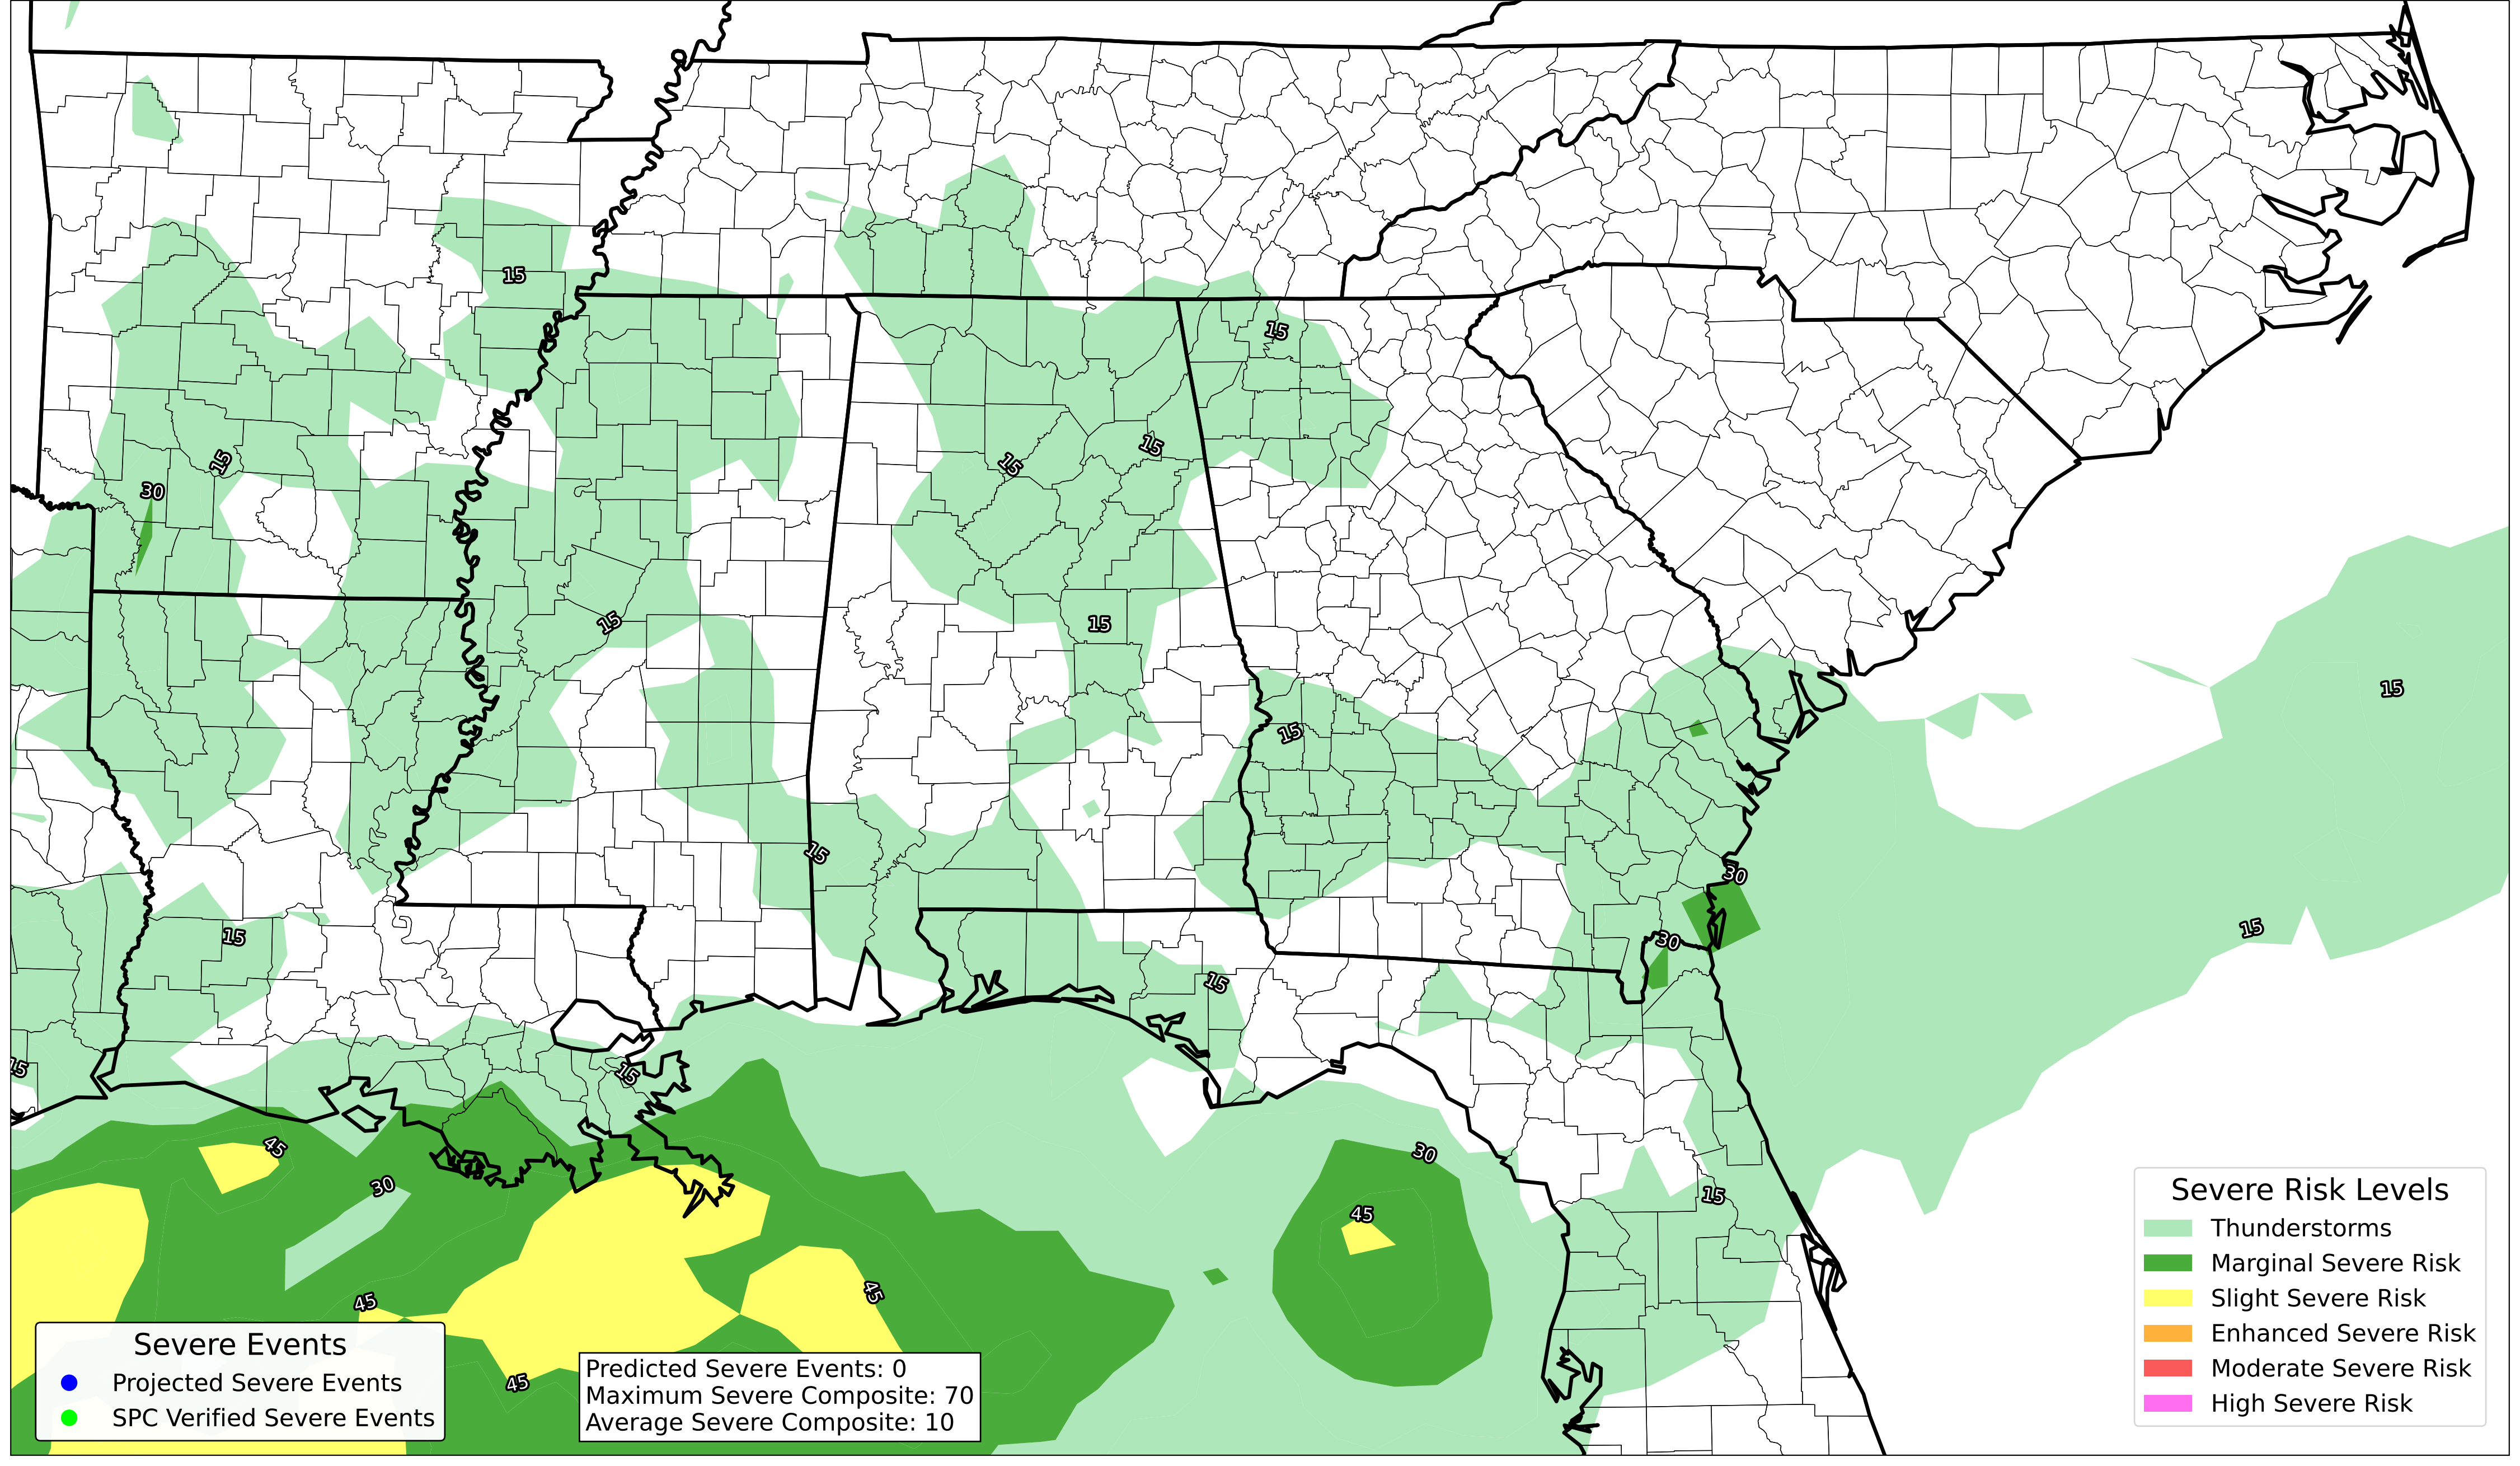 15
15
15
15
15
30
15
15
15
15
15
30
15
15
30
15
15
15
30
45
15
30
45
45
45
45
Severe Risk Levels
Thunderstorms
Marginal Severe Risk
Slight Severe Risk
Enhanced Severe Risk
Moderate Severe Risk
High Severe Risk
Severe Events
Projected Severe Events
SPC Verified Severe Events
Predicted Severe Events: 0
Maximum Severe Composite: 70
Average Severe Composite: 10